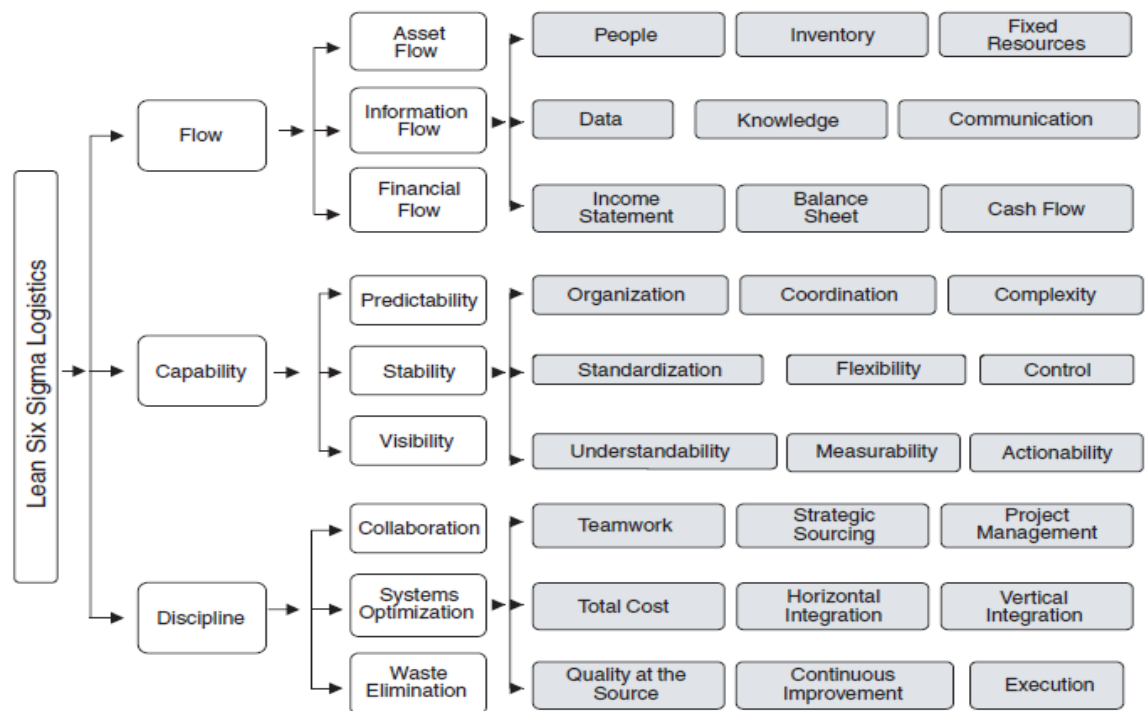 Lean Six Sigma Logistics
Flow
Asset
Flow
Information
Flow
Financial
Flow
People
Inventory
Fixed
Resources
Data
Knowledge
Communication
Income
Statement
Balance
Sheet
Cash Flow
Capability
Predictability
Stability
Visibility
Organization
Coordination
Complexity
Standardization
Flexibility
Control
Understandability
Measurability
Actionability
Discipline
Collaboration
Systems
Optimization
Waste
Elimination
Teamwork
Strategic
Sourcing
Project
Management
Total Cost
Horizontal
Integration
Vertical
Integration
Quality at the
Source
Continuous
Improvement
Execution